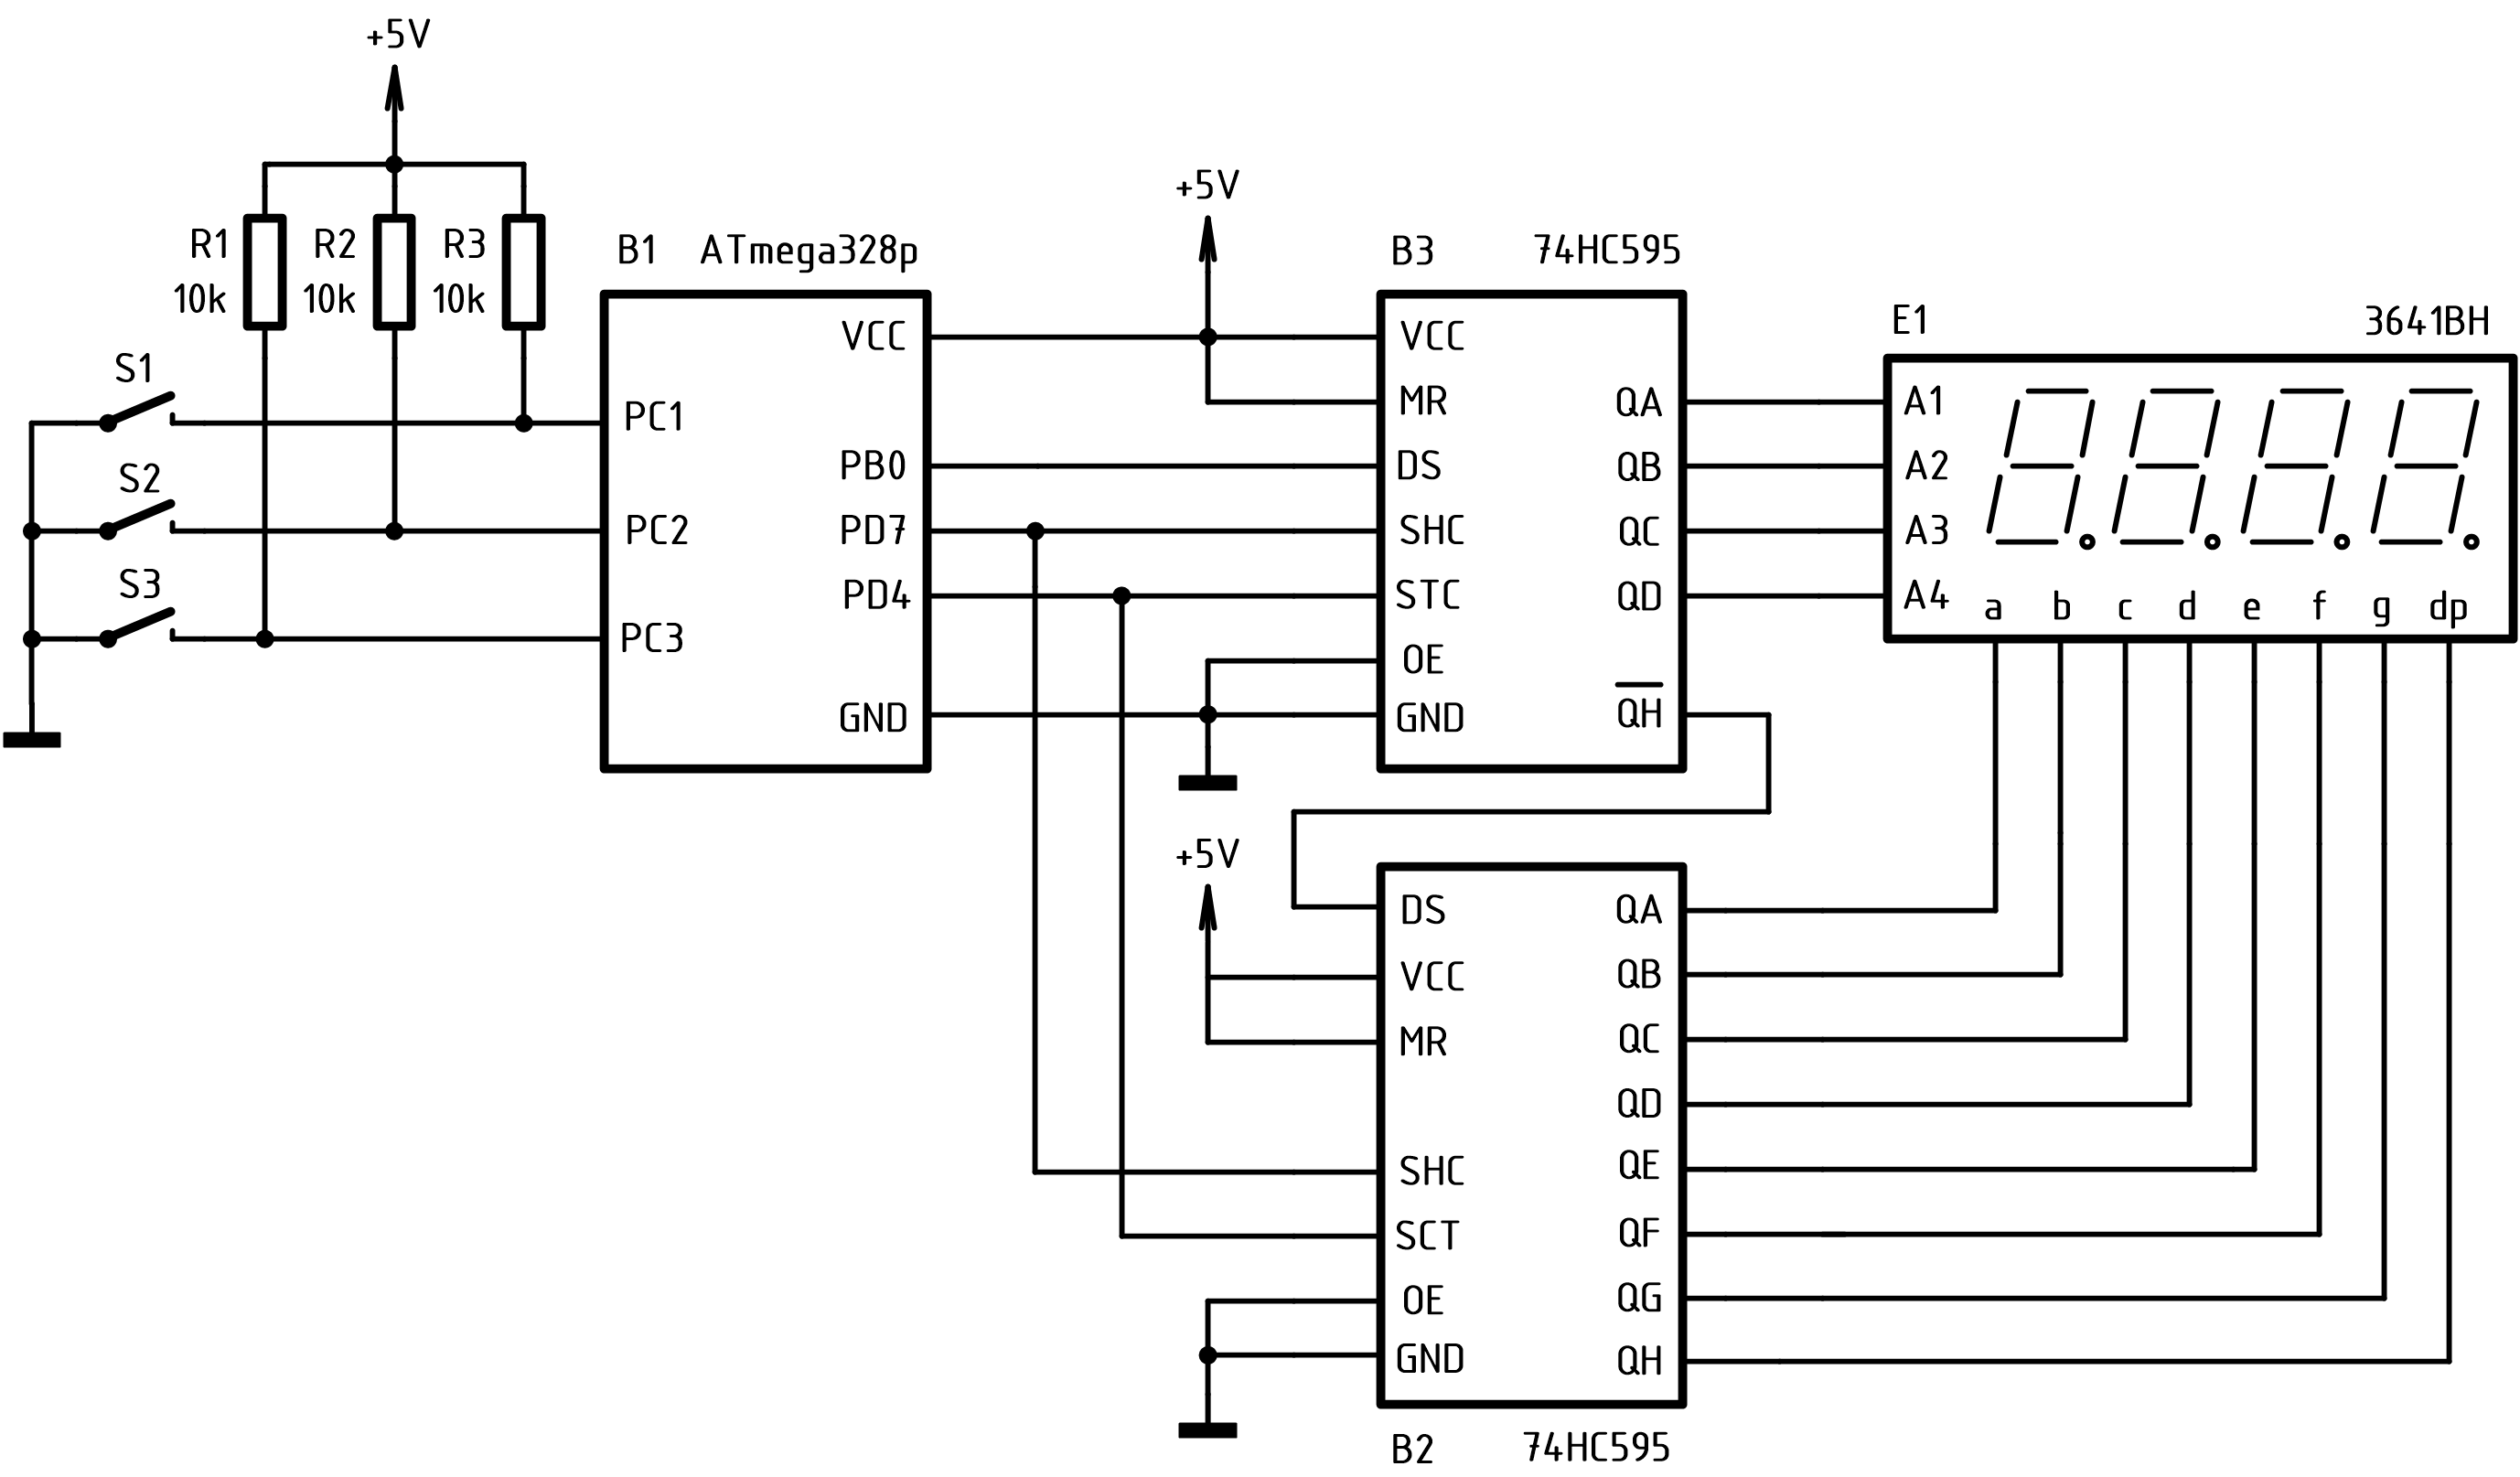 +5V
R1
10k
R2
10k
R3
10k
S1
S2
S3
B1 ATmega328p
VCC
PC1
PB0
PC2
PD7
PD4
PC3
GND
+5V
B3 74HC595
VCC
MR
QA
DS
QB
SHC
QC
STC
QD
OE
GND
QH
E1 3641BH
A1
A2
A3
A4
a b c d e f g dp
+5V
DS
QA
VCC
QB
MR
QC
QD
SHC
QE
SCT
QF
OE
QG
GND
QH
B2 74HC595